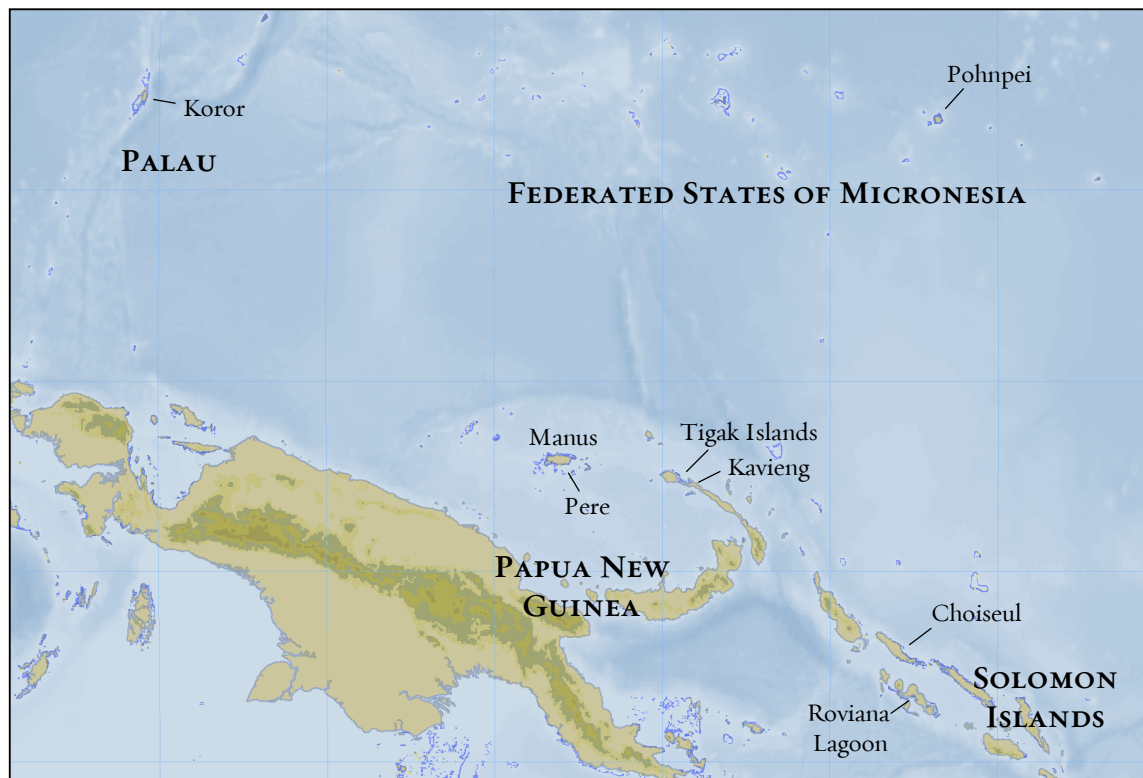 Pohnpei
Koror
PALAU
FEDERATED STATES OF MICRONESIA
Manus
Tigak Islands
Kavieng
Pere
PAPUA NEW
GUINEA
Choiseul
SOLOMON
ISLANDS
Roviana
Lagoon